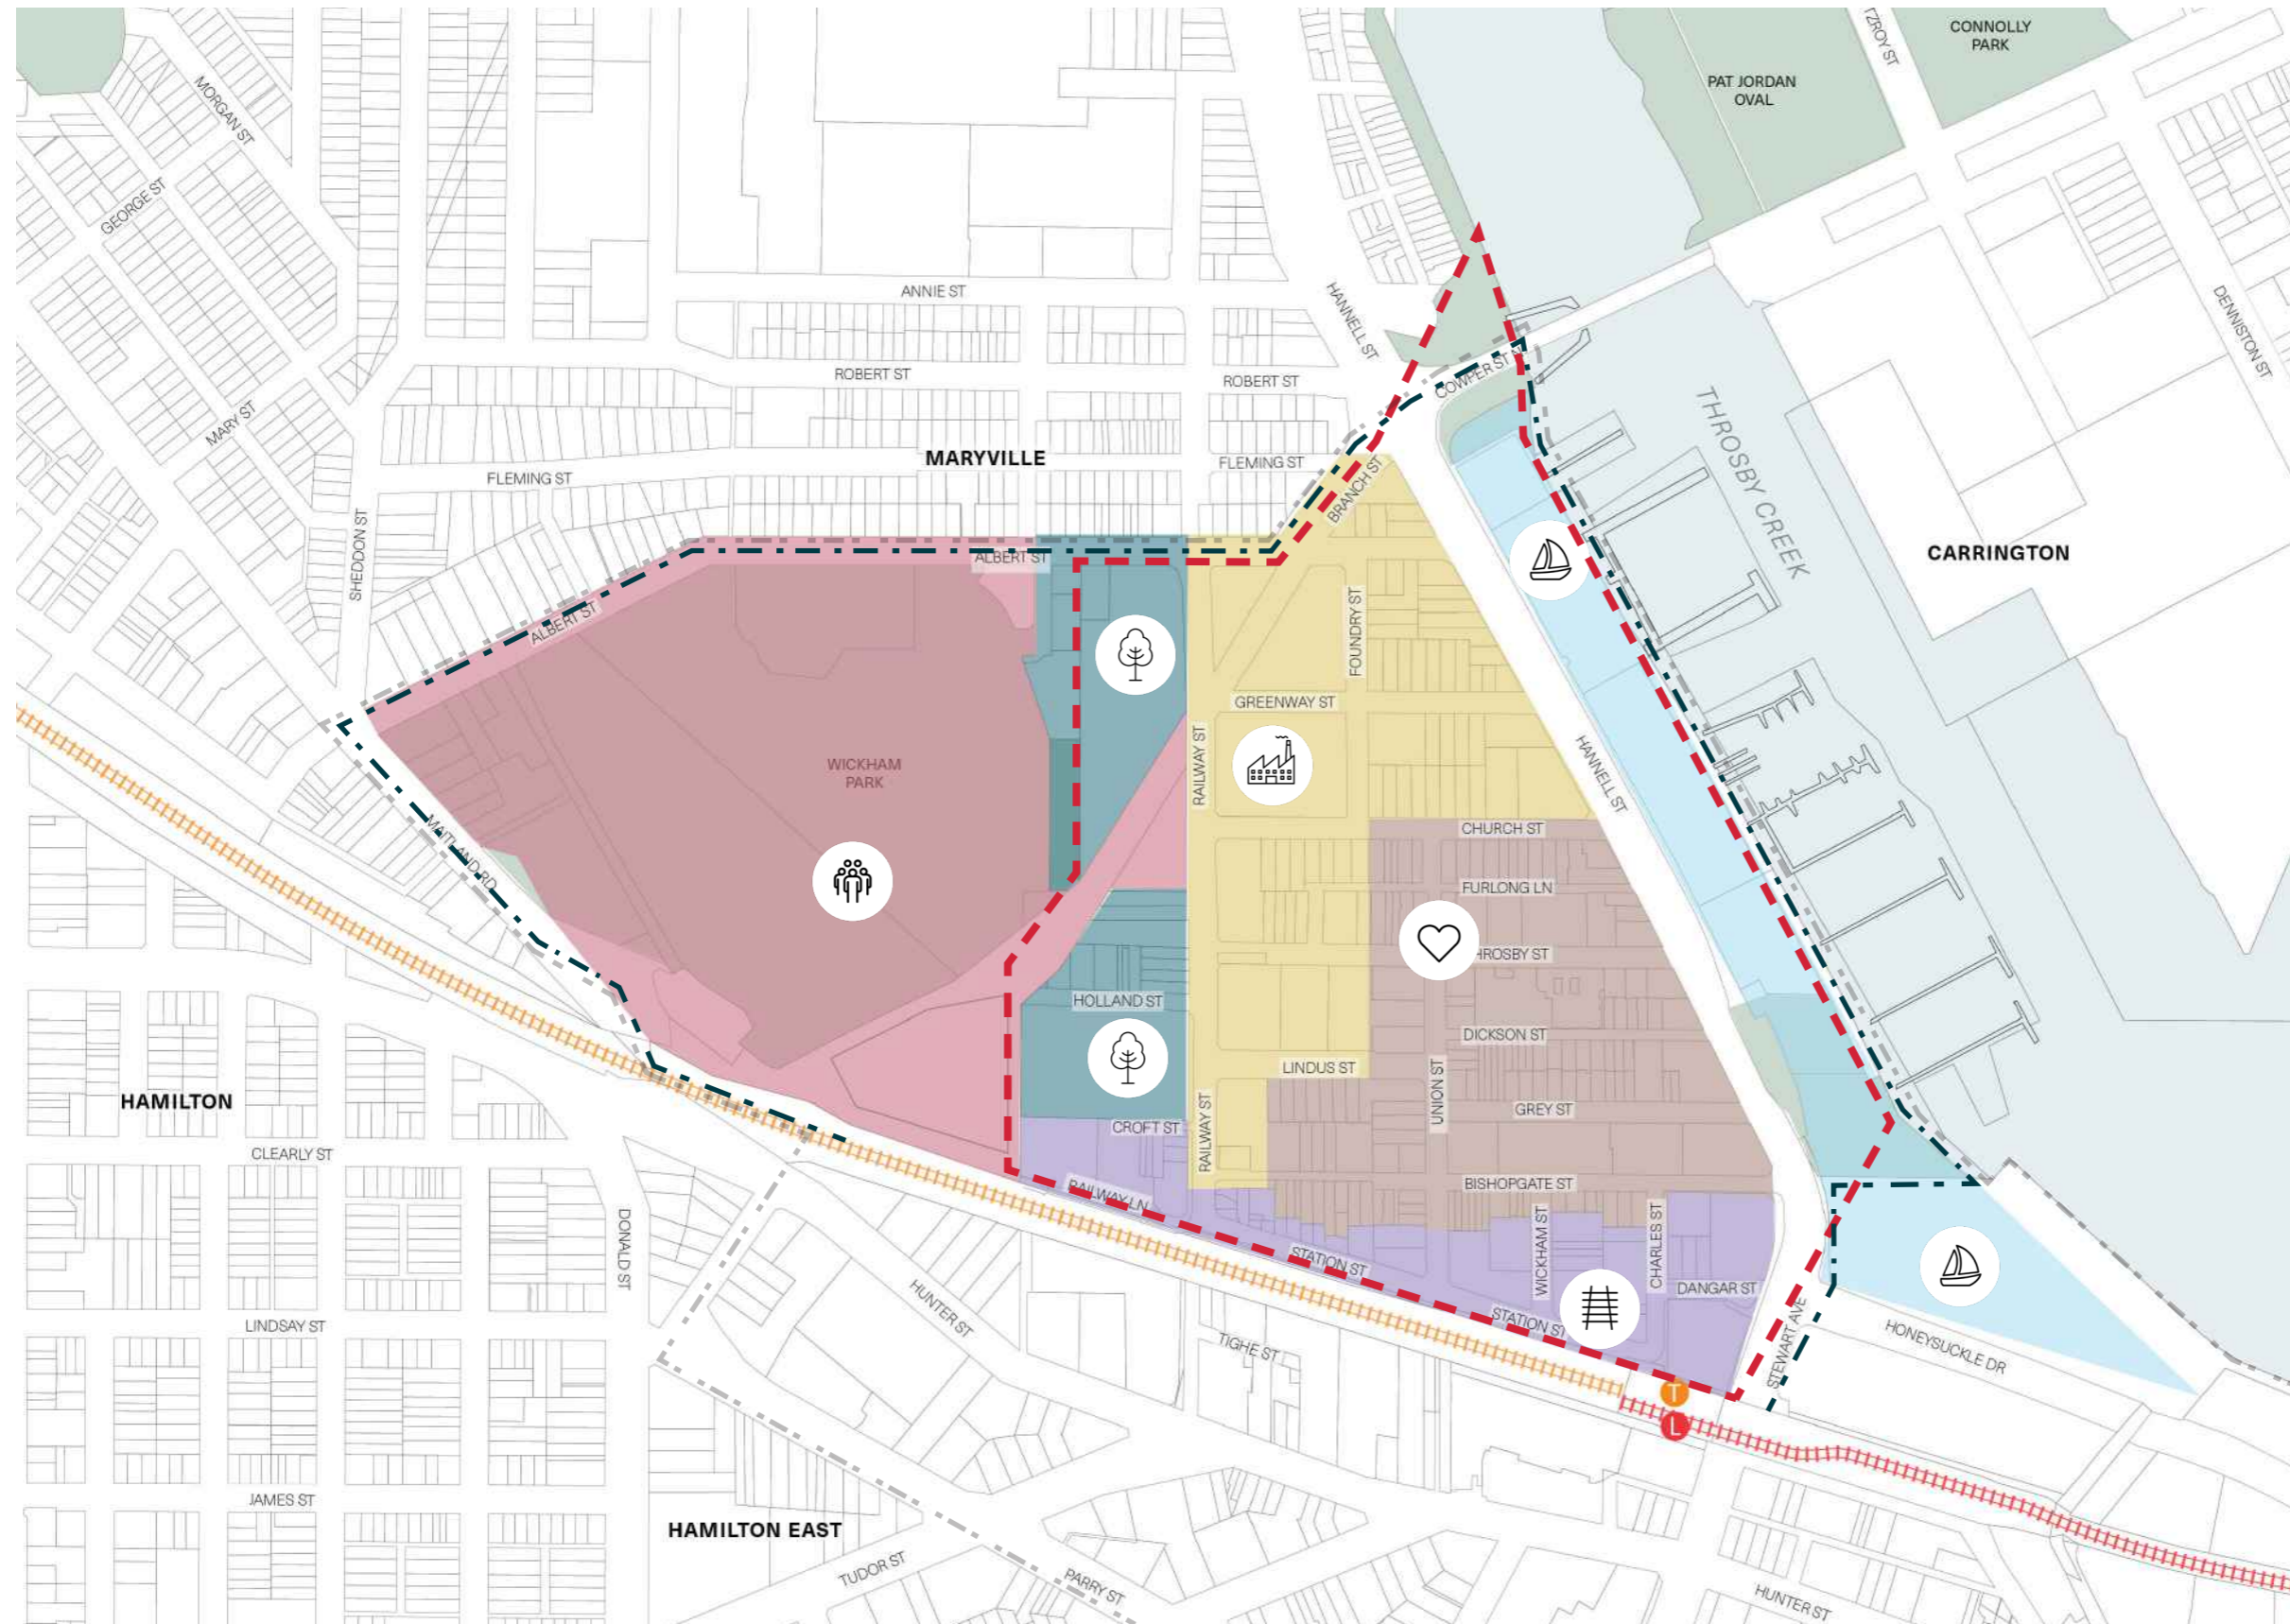 CONNOLLY
PARK
PAT JORDAN
OVAL
MORGAN ST
GEORGE ST
ANNIE ST
HANNELL ST
DENNISTON ST
ROBERT ST
ROBERT ST
COWPER ST
MARY ST
THROSBY CREEK
MARYVILLE
FLEMING ST
FLEMING ST
BRANCH ST
SHEDDON ST
ALBERT ST
CARRINGTON
ALBERT ST
FOUNDRY ST
GREENWAY ST
WICKHAM
PARK
RAILWAY ST
HANNELL ST
CHURCH ST
MAITLAND RD
FURLONG LN
HROSBY ST
HOLLAND ST
DICKSON ST
LINDUS ST
UNION ST
HAMILTON
GREY ST
CROFT ST
RAILWAY ST
CLEARLY ST
BISHOPGATE ST
RAILWAY LN
DONALD ST
WICKHAM ST
CHARLES ST
STATION ST
DANGAR ST
HUNTER ST
STATION ST
LINDSAY ST
TIGHE ST
STEWART AVE
HONEYSUCKLE DR
T
L
JAMES ST
HAMILTON EAST
TUDOR ST
PARRY ST
HUNTER ST